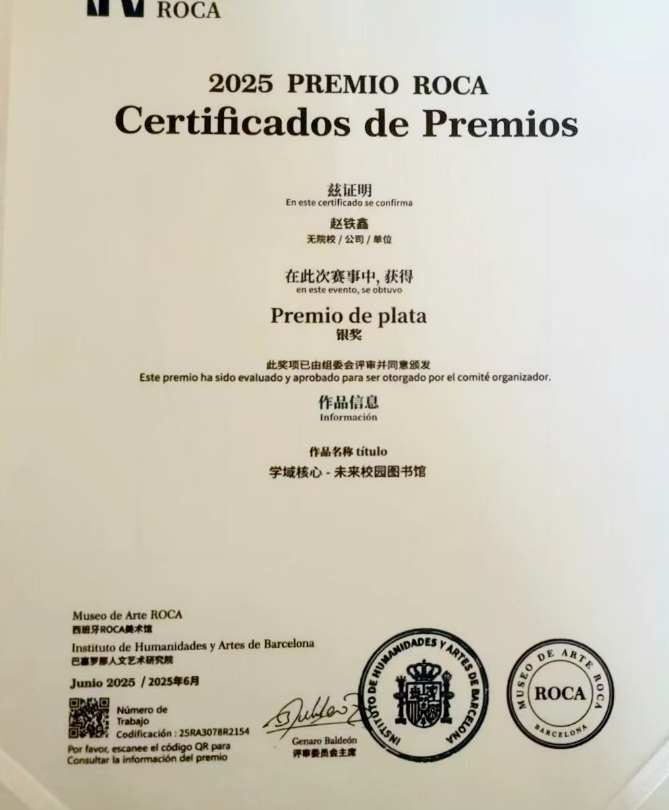 ROCA
2025 PREMIO ROCA
Certificados de Premios
兹证明
En este certificado se confirma
赵铁鑫
无院校 / 公司 / 单位
在此次赛事中, 获得
en este evento, se obtuvo
Premio de plata
银奖
此奖项已由组委会评审并同意颁发
Este premio ha sido evaluado y aprobado para ser otorgado por el comité organizador.
作品信息
Información
作品名称 título
学域核心 - 未来校园图书馆
Museo de Arte ROCA
西班牙ROCA美术馆
Instituto de Humanidades y Artes de Barcelona
巴塞罗那人文艺术研究院
Junio 2025 / 2025年6月
Número de
Trabajo
Codificación : 25RA3078R2154
Por favor, escanee el código QR para
Consultar la información del premio
Genaro Baldeón
评审委员会主席
INSTITUTO DE HUMANIDADES Y ARTES DE BARCELONA
MUSEO DE ARTE ROCA
ROCA
BARCELONA